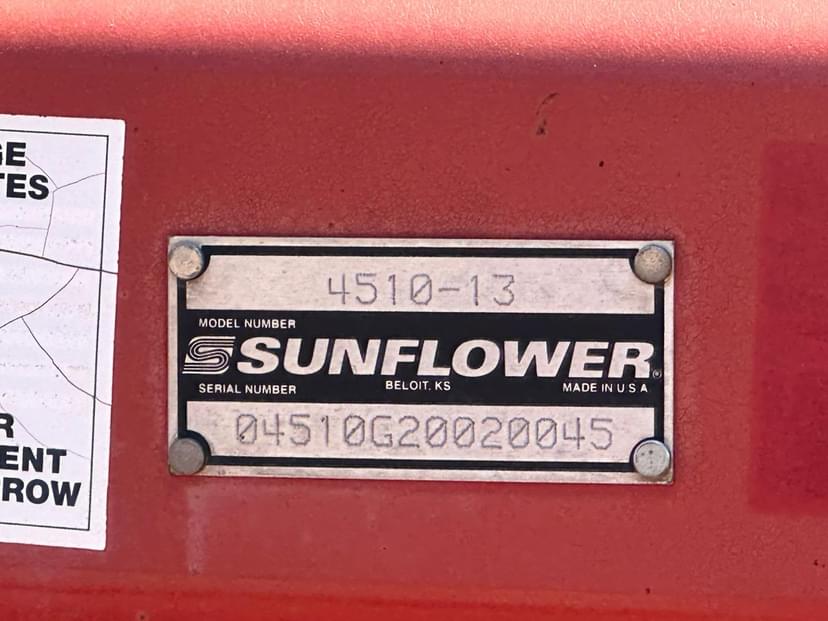 GE
TES
R
ENT
ROW
4510-13
MODEL NUMBER
SUNFLOWER®
SERIAL NUMBER BELOIT, KS MADE IN U S A
04510G20020045